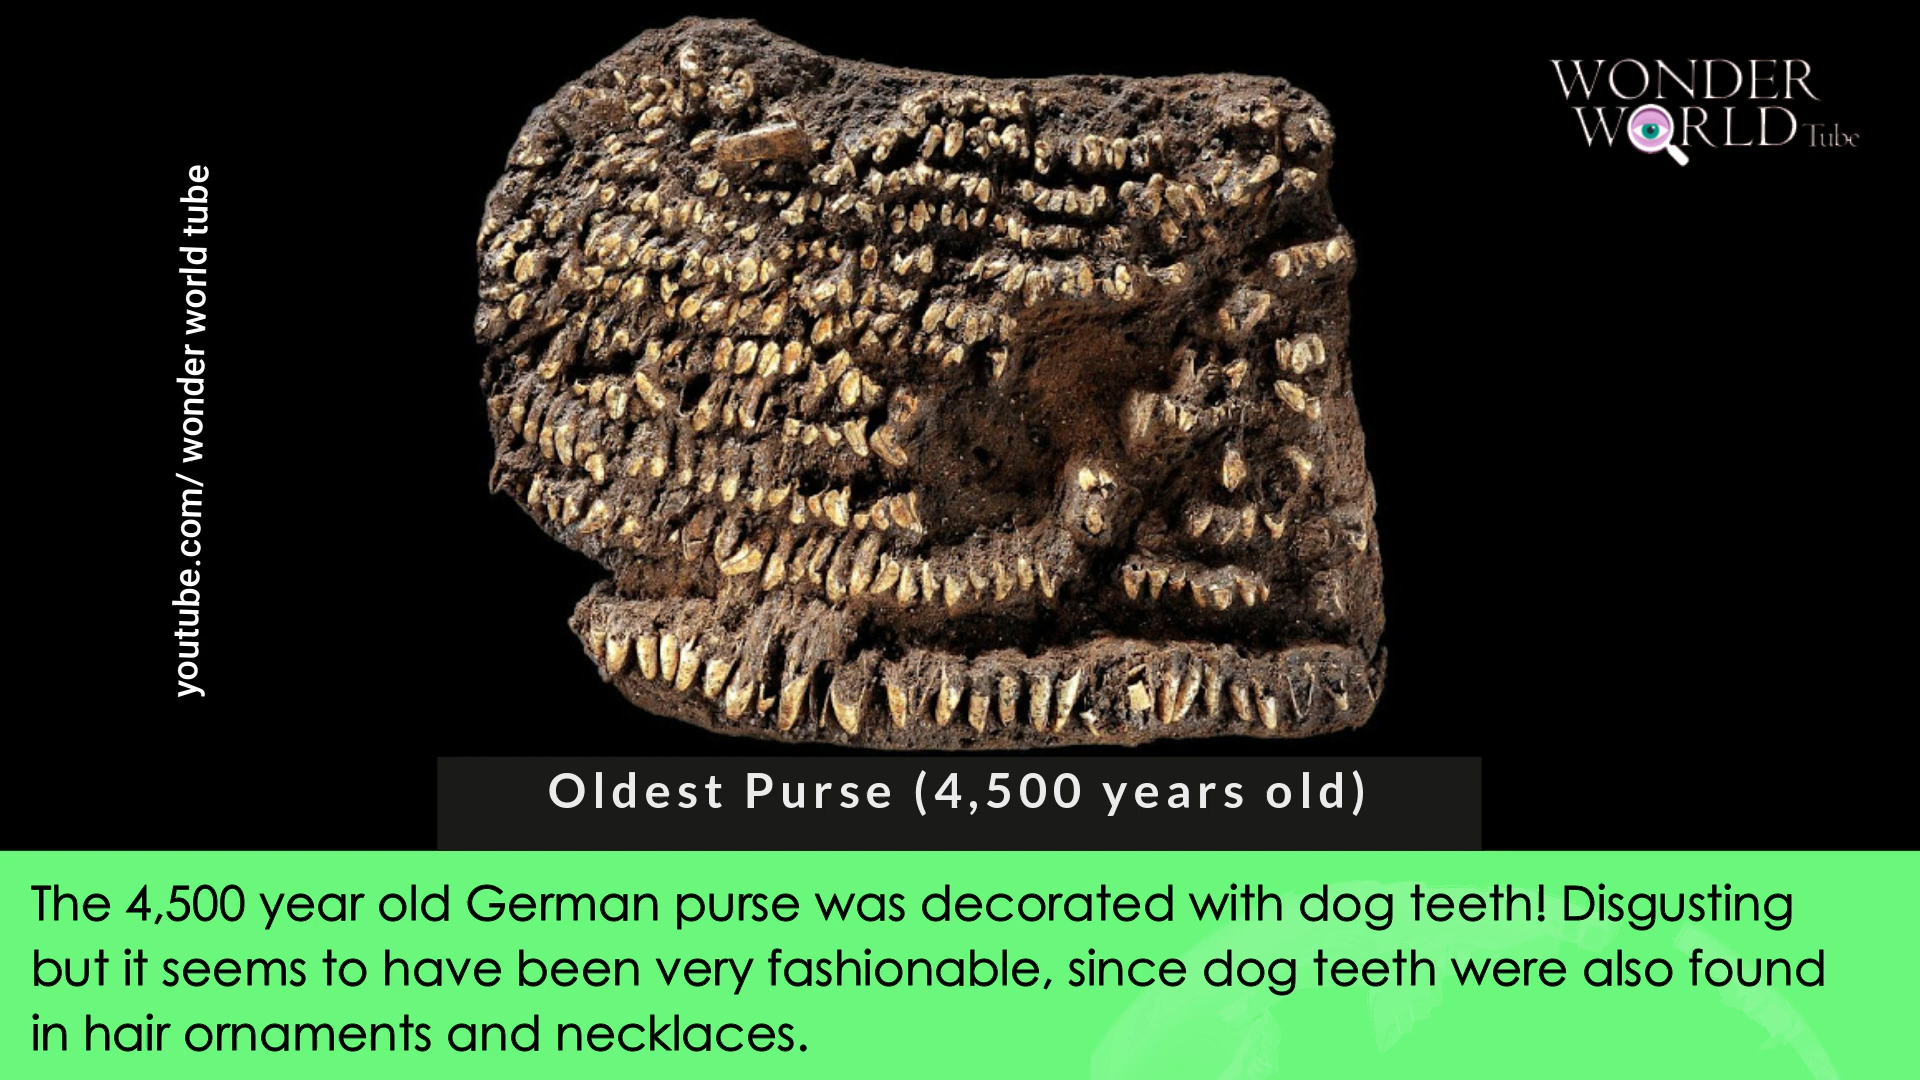 WONDER
WORLD Tube
youtube.com/ wonder world tube
Oldest Purse (4,500 years old)
The 4,500 year old German purse was decorated with dog teeth! Disgusting
but it seems to have been very fashionable, since dog teeth were also found
in hair ornaments and necklaces.